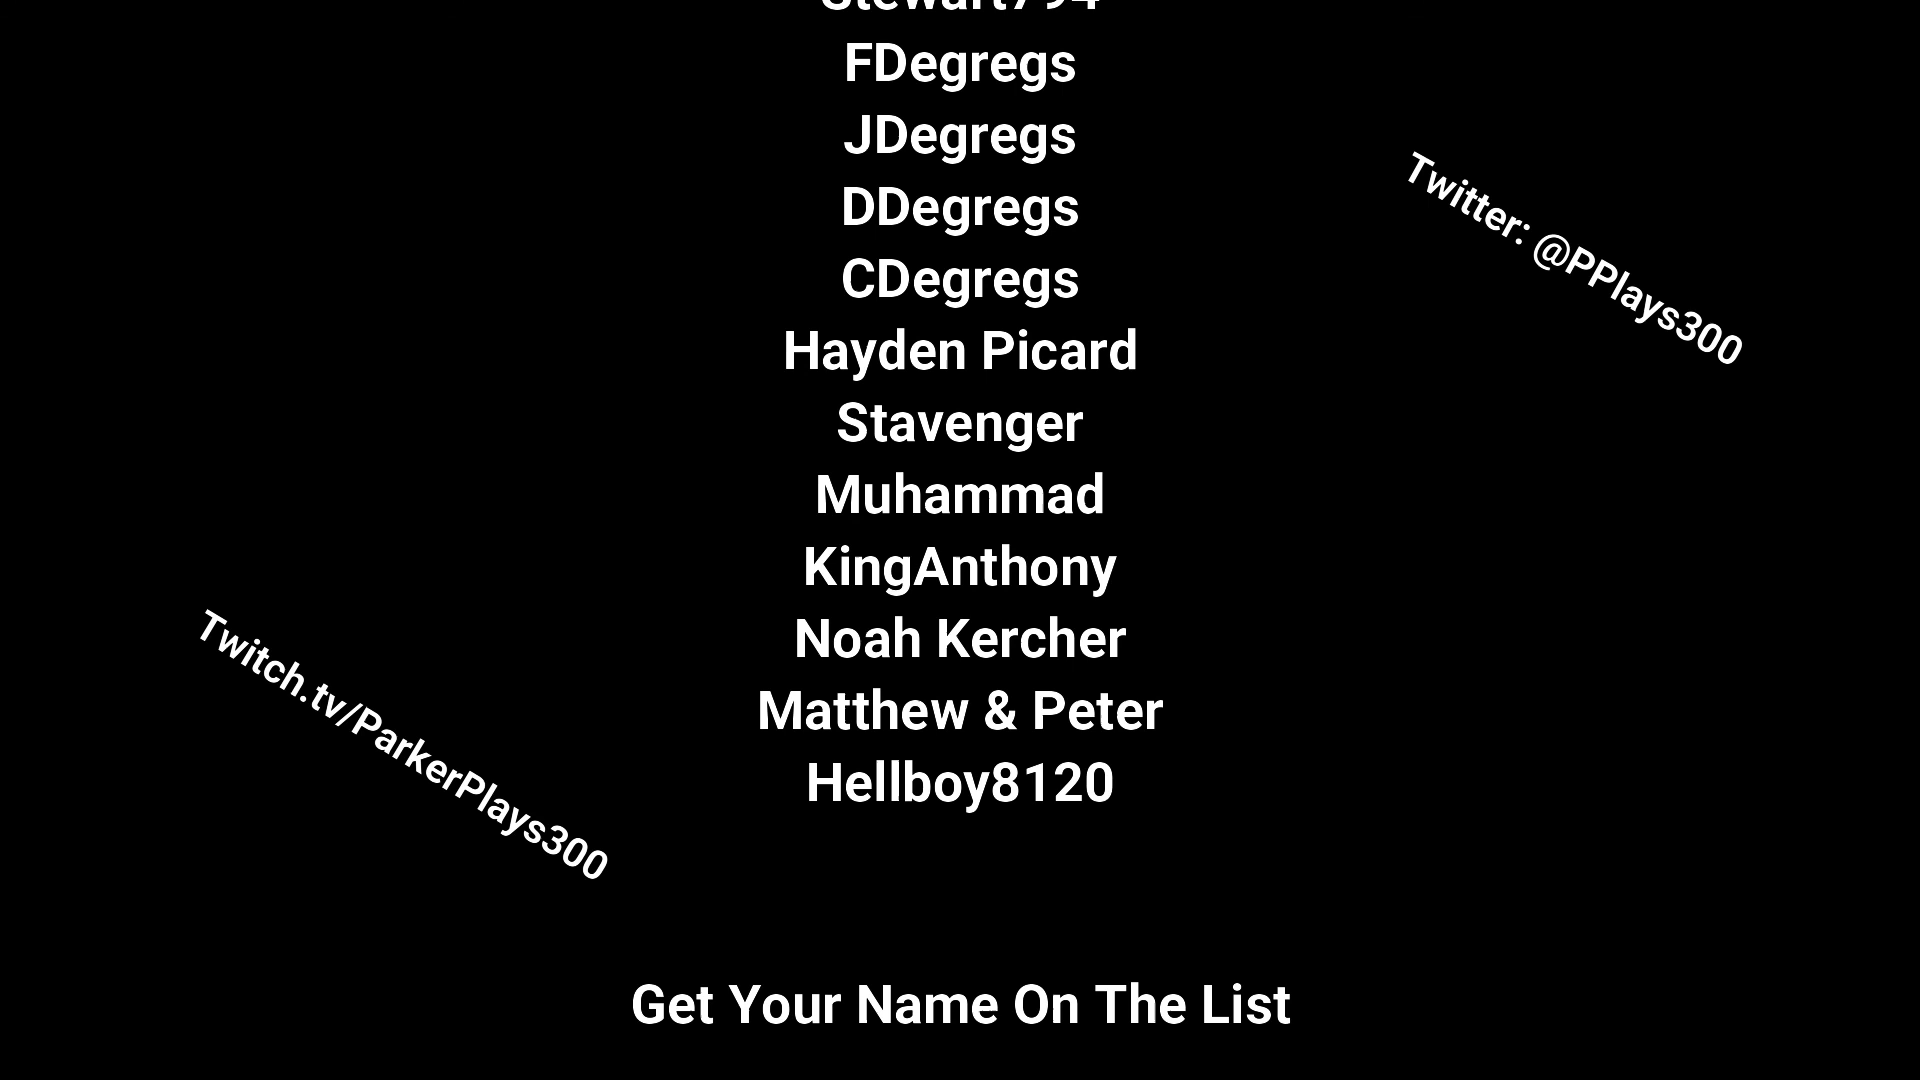 Stewart794
FDegregs
JDegregs
DDegregs
CDegregs
Hayden Picard
Stavenger
Muhammad
KingAnthony
Noah Kercher
Matthew & Peter
Hellboy8120
Twitter: @PPlays300
Twitch.tv/ParkerPlays300
Get Your Name On The List